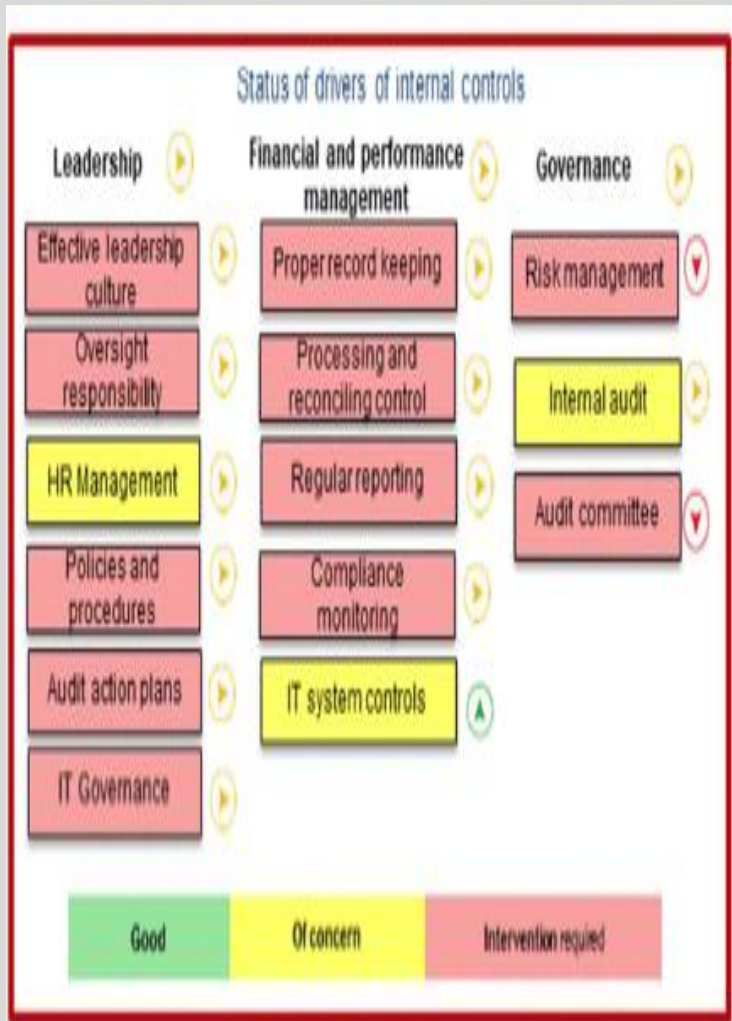 Status of drivers of internal controls
Leadership
Effective leadership
culture
Oversight
responsibility
HR Management
Policies and
procedures
Audit action plans
IT Governance
Financial and performance
management
Proper record keeping
Processing and
reconciling control
Regular reporting
Compliance
monitoring
IT system controls
Governance
Risk management
Internal audit
Audit committee
Good
Of concern
Intervention required